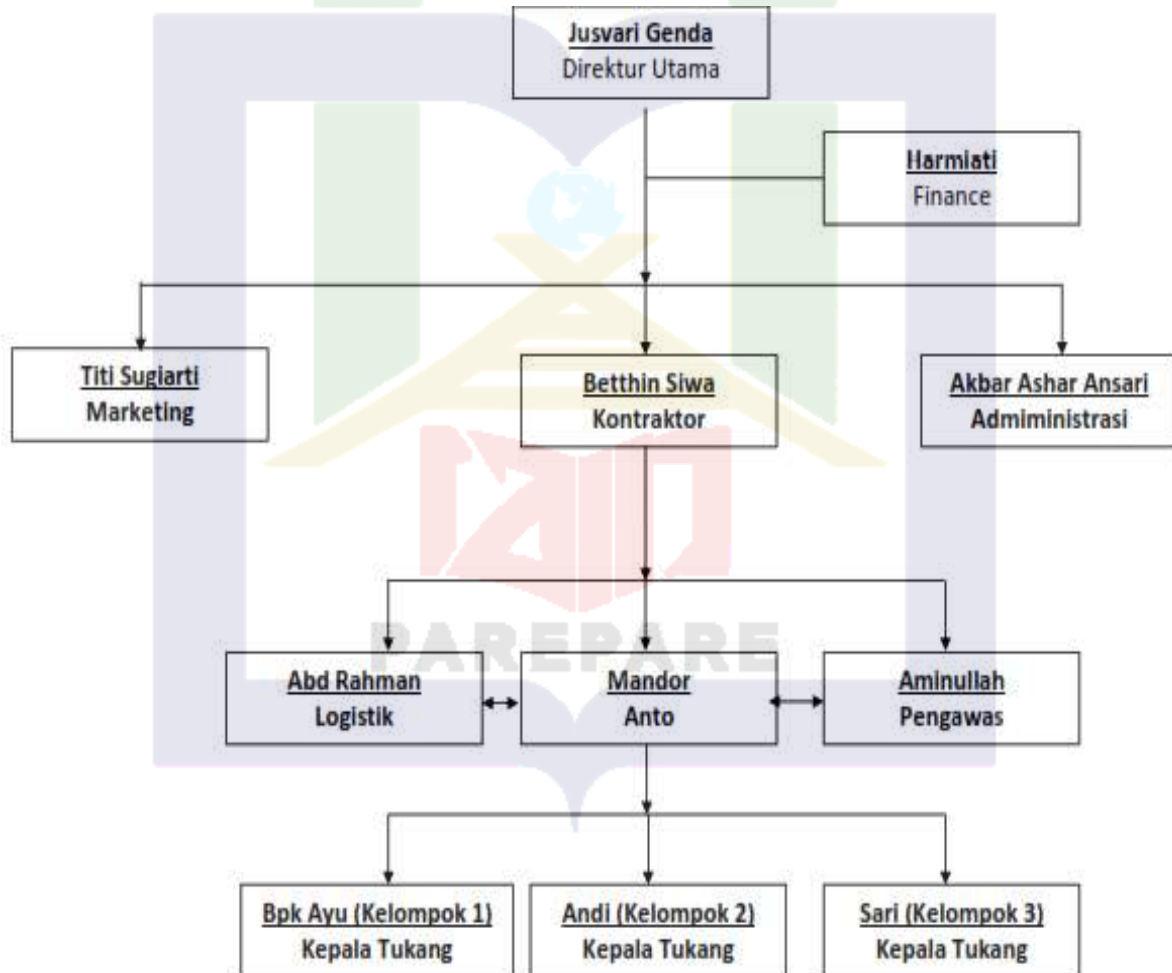 Jusvari Genda
Direktur Utama
Harmiati
Finance
Titi Sugiarti
Marketing
Betthin Siwa
Kontraktor
Akbar Ashar Ansari
Admiministrasi
PAREPARE
Abd Rahman
Logistik
Mandor
Anto
Aminullah
Pengawas
Bpk Ayu (Kelompok 1)
Kepala Tukang
Andi (Kelompok 2)
Kepala Tukang
Sari (Kelompok 3)
Kepala Tukang